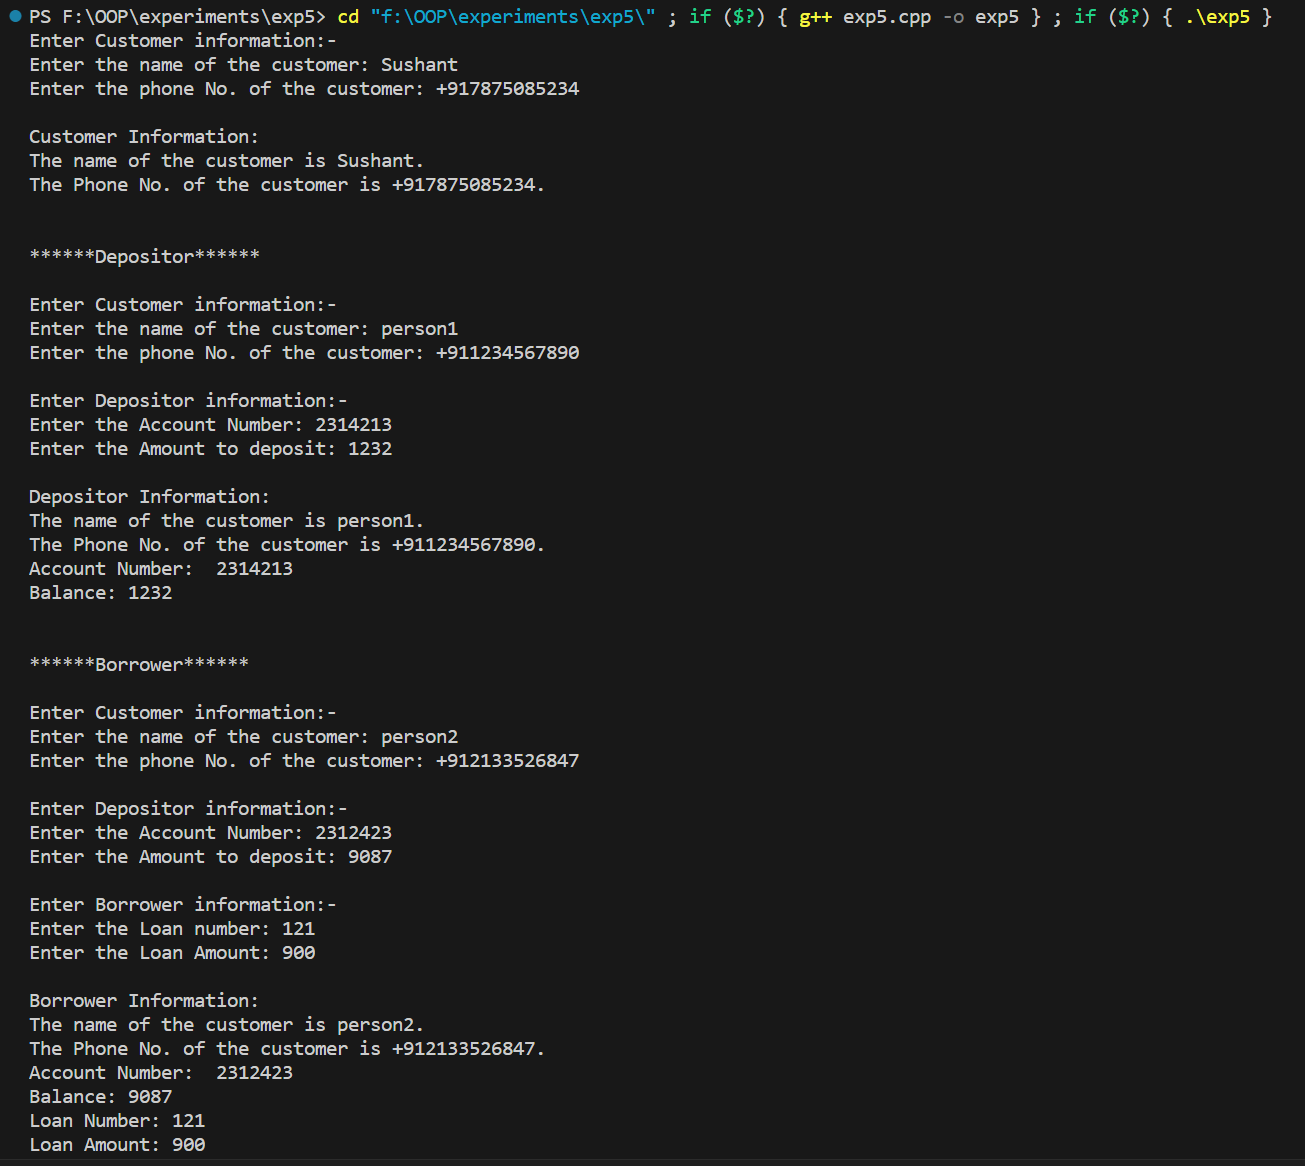 PS F:\OOP\experiments\exp5> cd "f:\OOP\experiments\exp5\" ; if ($?) { g++ exp5.cpp -o exp5 } ; if ($?) { .\exp5 }
Enter Customer information:-
Enter the name of the customer: Sushant
Enter the phone No. of the customer: +917875085234

Customer Information:
The name of the customer is Sushant.
The Phone No. of the customer is +917875085234.


******Depositor******

Enter Customer information:-
Enter the name of the customer: person1
Enter the phone No. of the customer: +911234567890

Enter Depositor information:-
Enter the Account Number: 2314213
Enter the Amount to deposit: 1232

Depositor Information:
The name of the customer is person1.
The Phone No. of the customer is +911234567890.
Account Number:  2314213
Balance: 1232


******Borrower******

Enter Customer information:-
Enter the name of the customer: person2
Enter the phone No. of the customer: +912133526847

Enter Depositor information:-
Enter the Account Number: 2312423
Enter the Amount to deposit: 9087

Enter Borrower information:-
Enter the Loan number: 121
Enter the Loan Amount: 900

Borrower Information:
The name of the customer is person2.
The Phone No. of the customer is +912133526847.
Account Number:  2312423
Balance: 9087
Loan Number: 121
Loan Amount: 900